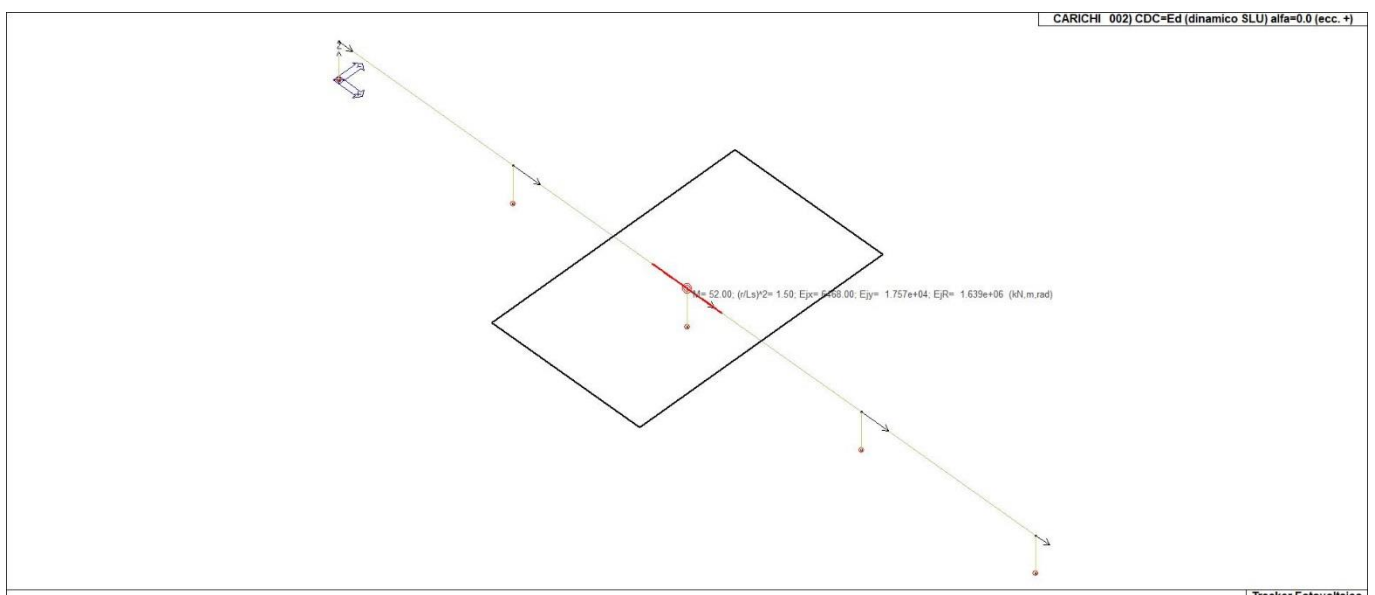 CARICHI 002) CDC=Ed (dinamico SLU) alfa=0.0 (ecc. +)
Z
M= 52.00; (r/Ls)^2= 1.50; Ejx= 6468.00; Ejy= 1.757e+04; EjR= 1.639e+06 (kN,m,rad)
Tracker Fotovoltaico